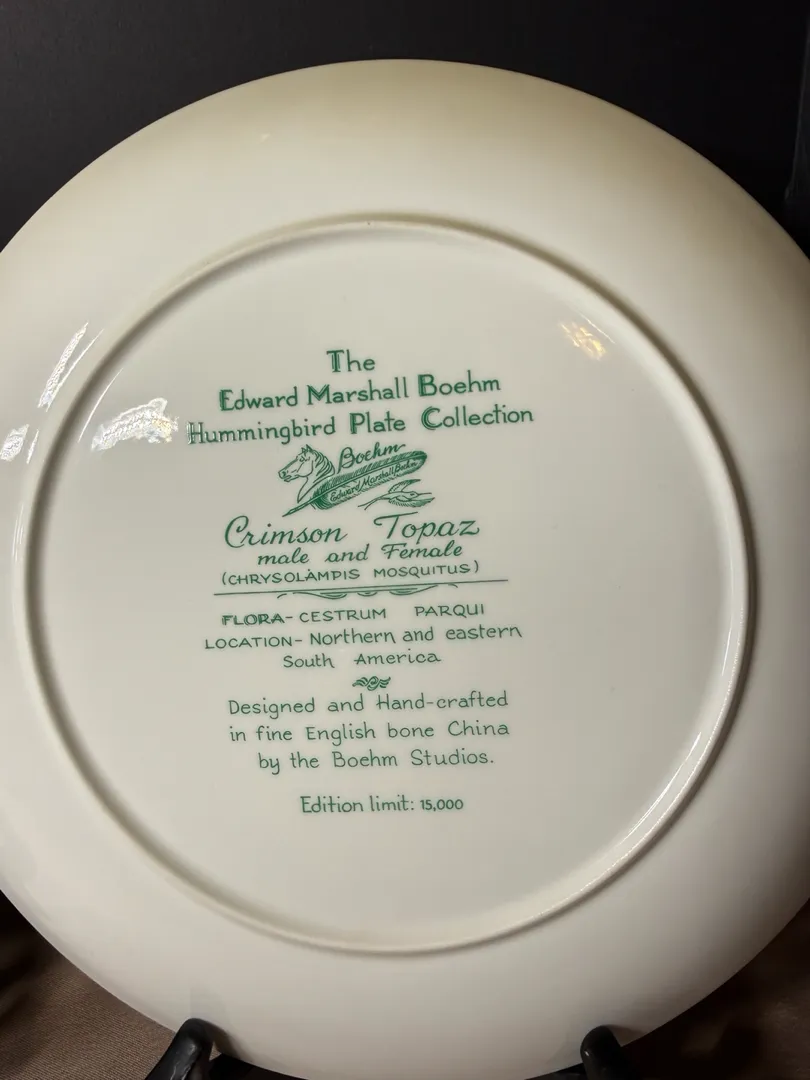 The
Edward Marshall Boehm
Hummingbird Plate Collection
Boehm
Edward Marshall Boehm
Crimson Topaz
male and Female
(CHRYSOLAMPIS MOSQUITUS)
FLORA- CESTRUM PARQUI
LOCATION- Northern and eastern
South America
Designed and Hand-crafted
in fine English bone China
by the Boehm Studios.
Edition limit: 15,000